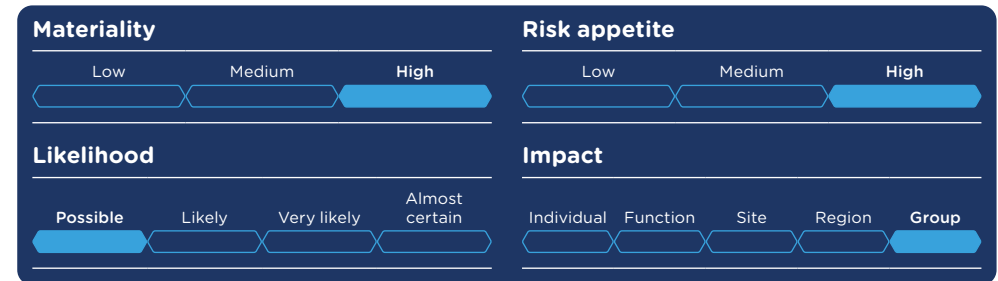 Materiality
Low Medium High
Risk appetite
Low Medium High
Likelihood
Possible Likely Very likely Almost certain
Impact
Individual Function Site Region Group